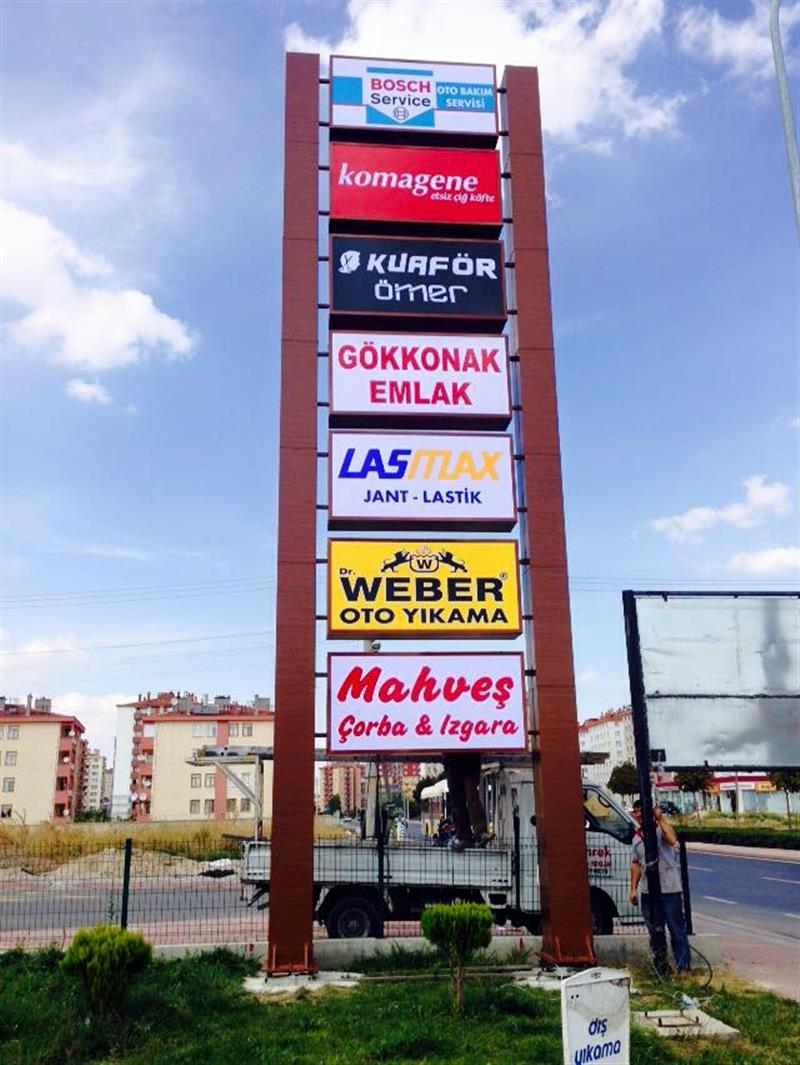 BOSCH
Service
OTO BAKIM
SERVİSİ
komagene
etsiz çiğ köfte
KUAFÖR
ömer
GÖKKONAK
EMLAK
LASMAX
JANT - LASTİK
W
Dr.
WEBER®
OTO YIKAMA
Mahveş
Çorba & Izgara
dış
yıkama